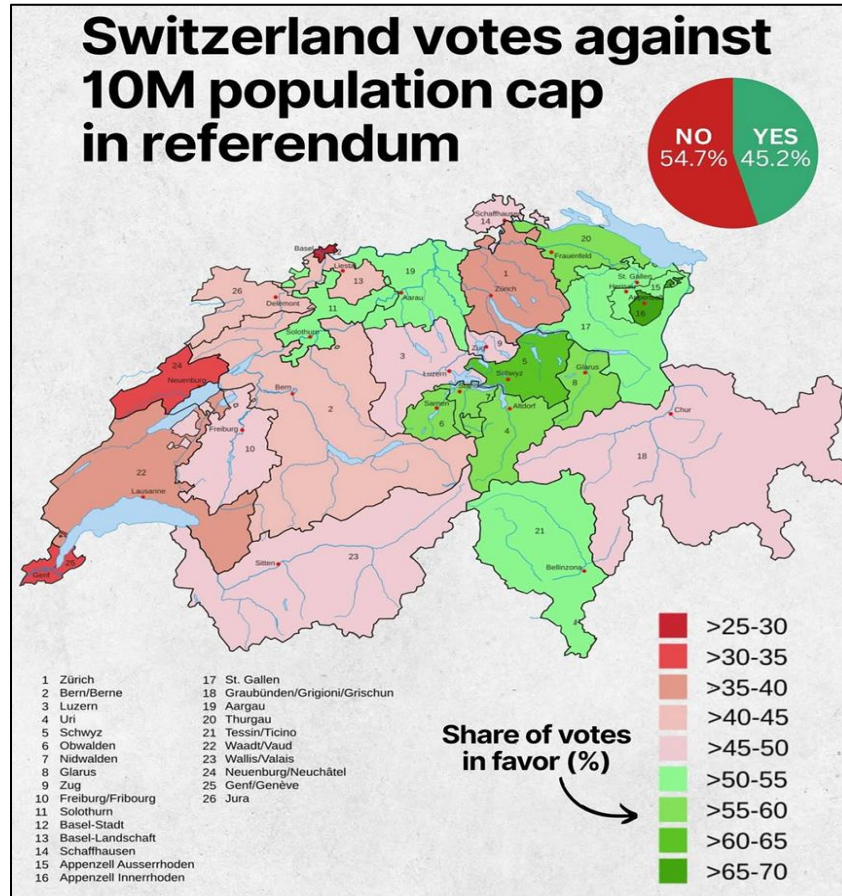 Switzerland votes against
10M population cap
in referendum
NO
54.7%
YES
45.2%
Schaffhausen
14
Basel
Liestal
13
19
Aarau
20
Frauenfeld
1
Zürich
St. Gallen
Herisau
15
Appenzell
16
17
26
Delémont
11
Solothurn
24
Neuenburg
Bern
2
3
Luzern
Zug
9
5
Schwyz
Glarus
8
Sarnen
6
7
Altdorf
4
Chur
18
Freiburg
10
22
Lausanne
Genf
25
Sitten
23
21
Bellinzona
1 Zürich
2 Bern/Berne
3 Luzern
4 Uri
5 Schwyz
6 Obwalden
7 Nidwalden
8 Glarus
9 Zug
10 Freiburg/Fribourg
11 Solothurn
12 Basel-Stadt
13 Basel-Landschaft
14 Schaffhausen
15 Appenzell Ausserrhoden
16 Appenzell Innerrhoden
17 St. Gallen
18 Graubünden/Grigioni/Grischun
19 Aargau
20 Thurgau
21 Tessin/Ticino
22 Waadt/Vaud
23 Wallis/Valais
24 Neuenburg/Neuchâtel
25 Genf/Genève
26 Jura
Share of votes
in favor (%)
>25-30
>30-35
>35-40
>40-45
>45-50
>50-55
>55-60
>60-65
>65-70